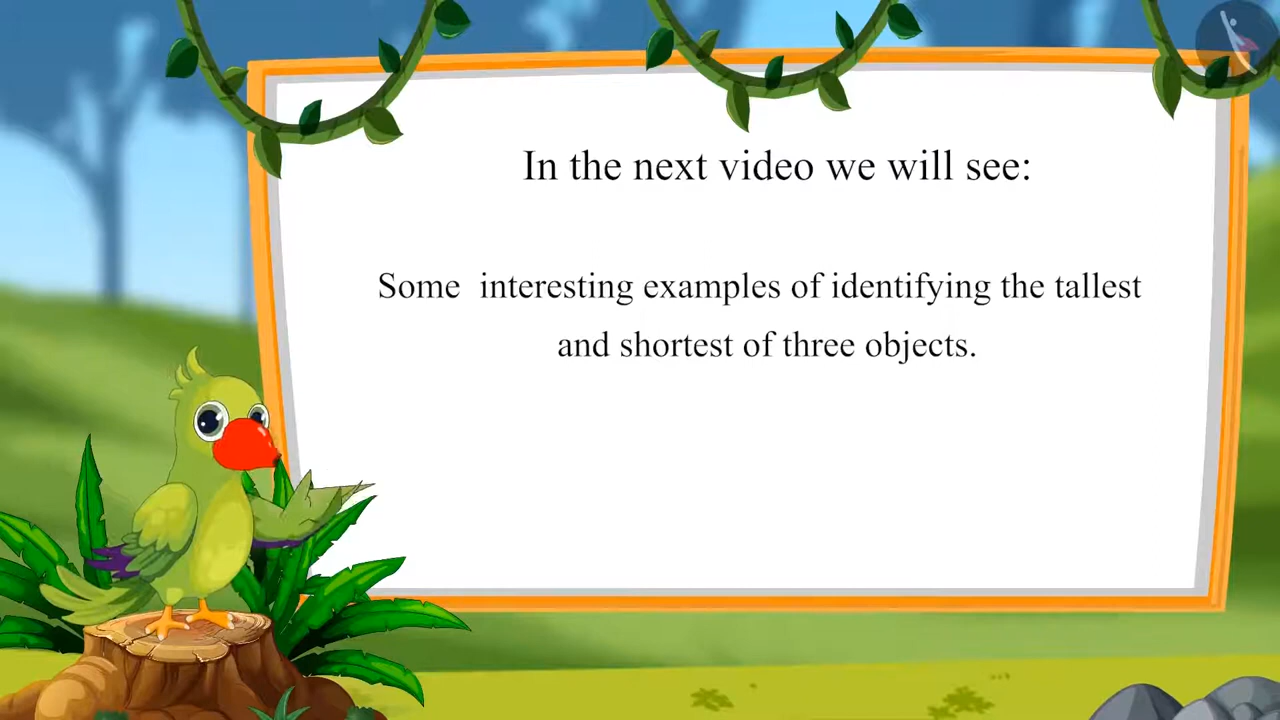 In the next video we will see:
Some  interesting examples of identifying the tallest
and shortest of three objects.